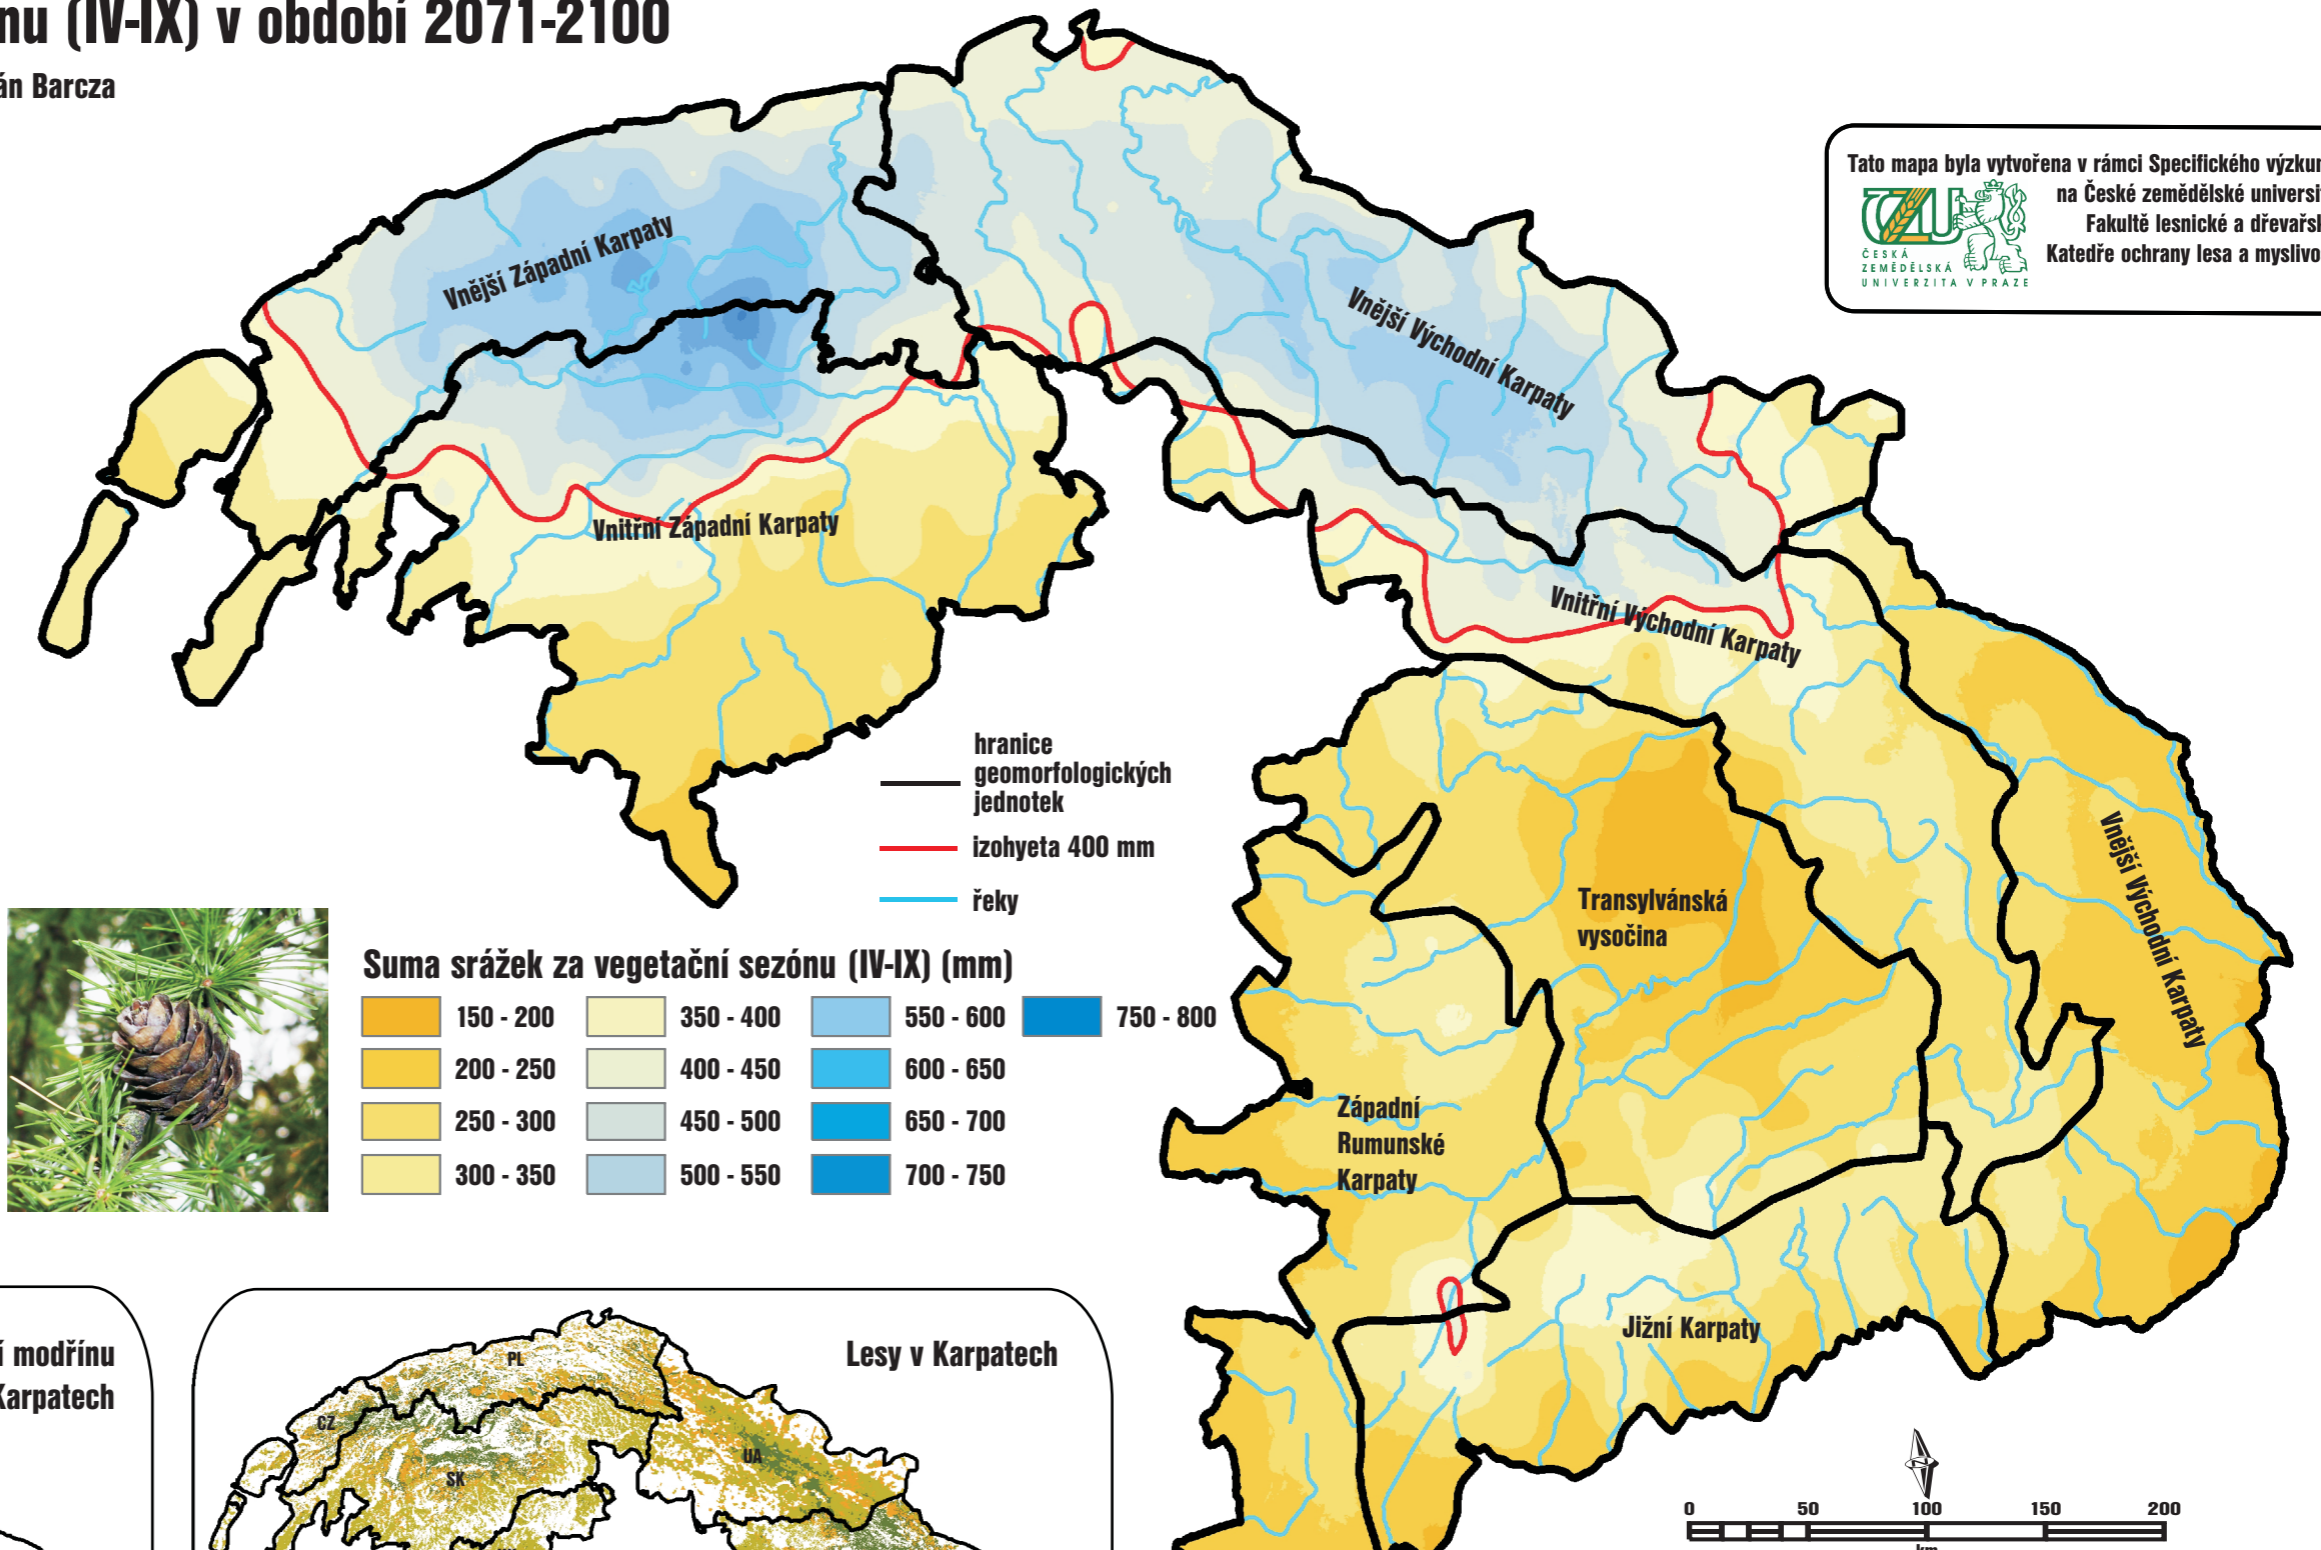 nu (IV-IX) v období 2071-2100
án Barcza
Tato mapa byla vytvořena v rámci Specifického výzkum
na České zemědělské universi
Fakultě lesnické a dřevařsk
Katedře ochrany lesa a myslivo
ČZU
ČESKÁ
ZEMĚDĚLSKÁ
UNIVERZITA V PRAZE
Vnější Západní Karpaty
Vnější Východní Karpaty
Vnitřní Západní Karpaty
Vnitřní Východní Karpaty
hranice
geomorfologických
jednotek
izohyeta 400 mm
řeky
Vnější Východní Karpaty
Transylvánská
vysočina
Západní
Rumunské
Karpaty
Jižní Karpaty
Suma srážek za vegetační sezónu (IV-IX) (mm)
150 - 200
350 - 400
550 - 600
750 - 800
200 - 250
400 - 450
600 - 650
250 - 300
450 - 500
650 - 700
300 - 350
500 - 550
700 - 750
í modřínu
Karpatech
Lesy v Karpatech
PL
CZ
SK
UA
0 50 100 150 200
km